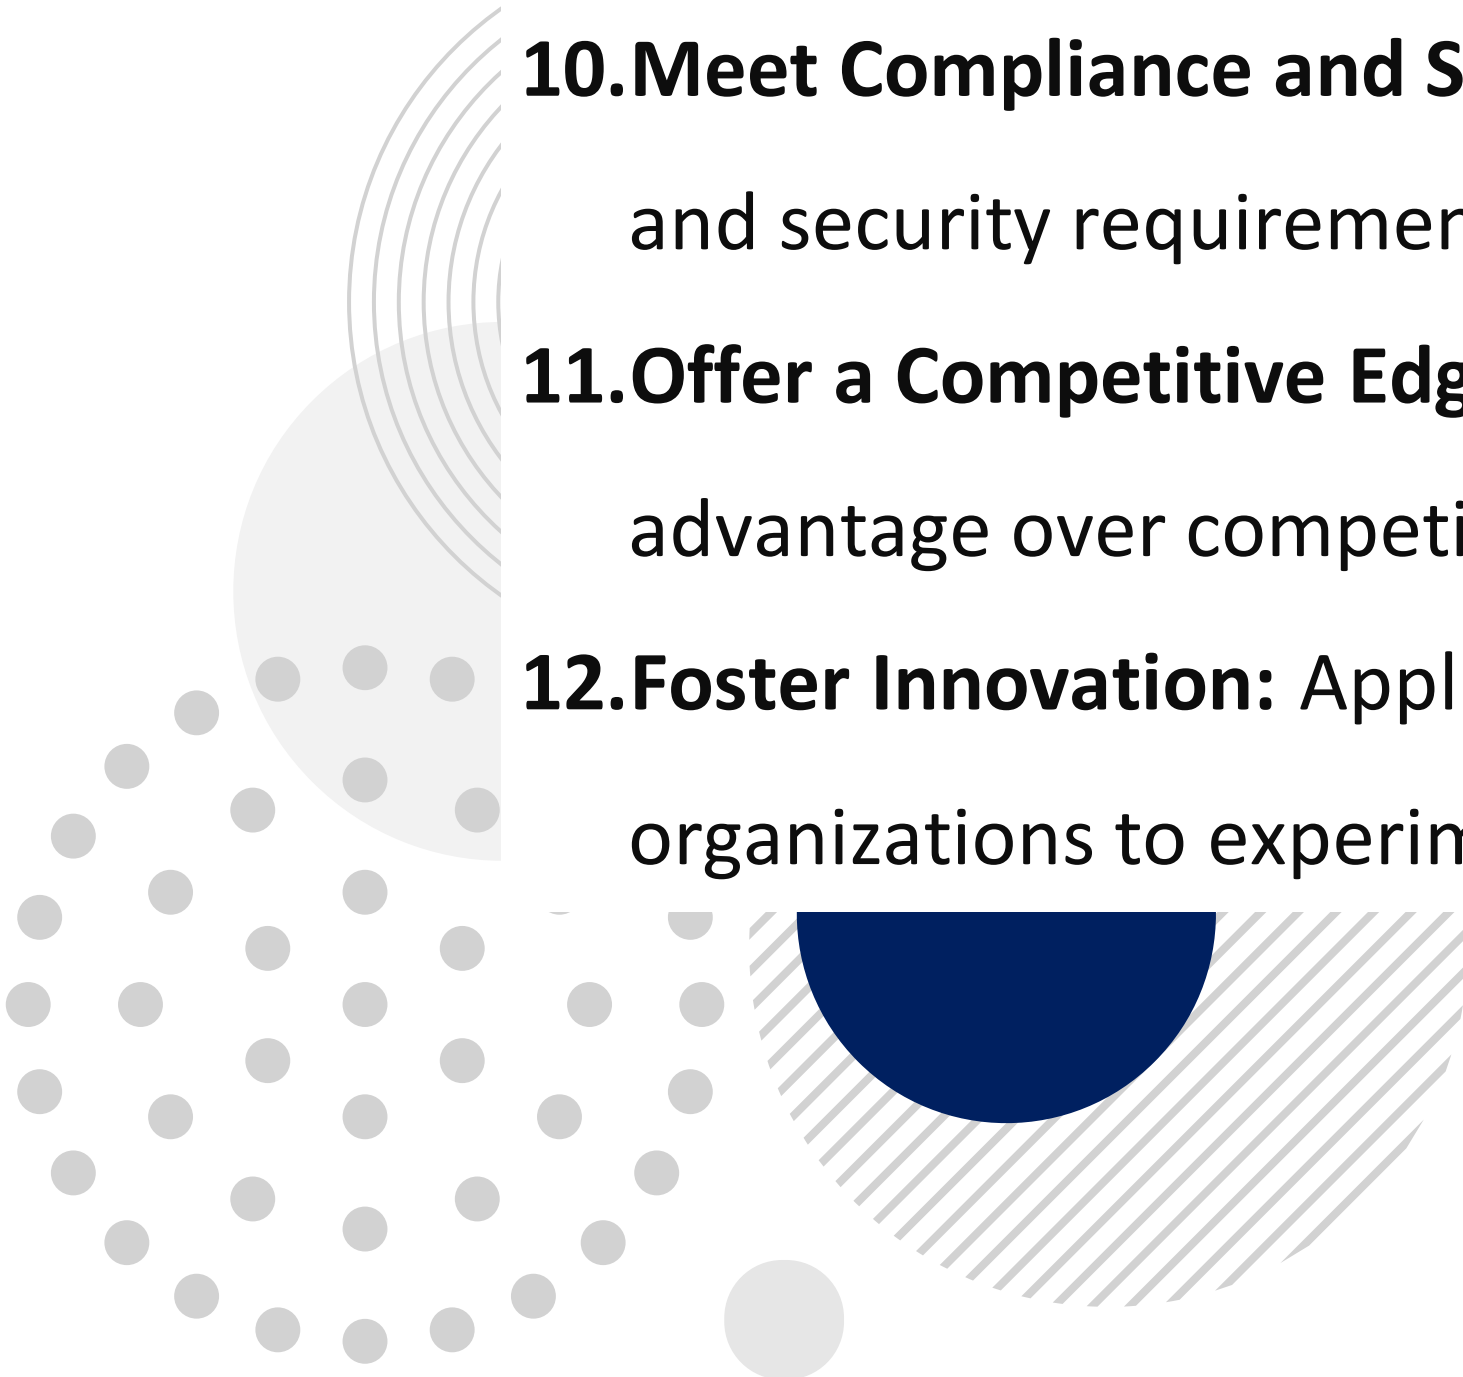 10.Meet Compliance and S
and security requiremen
11.Offer a Competitive Edg
advantage over competi
12.Foster Innovation: Appl
organizations to experim